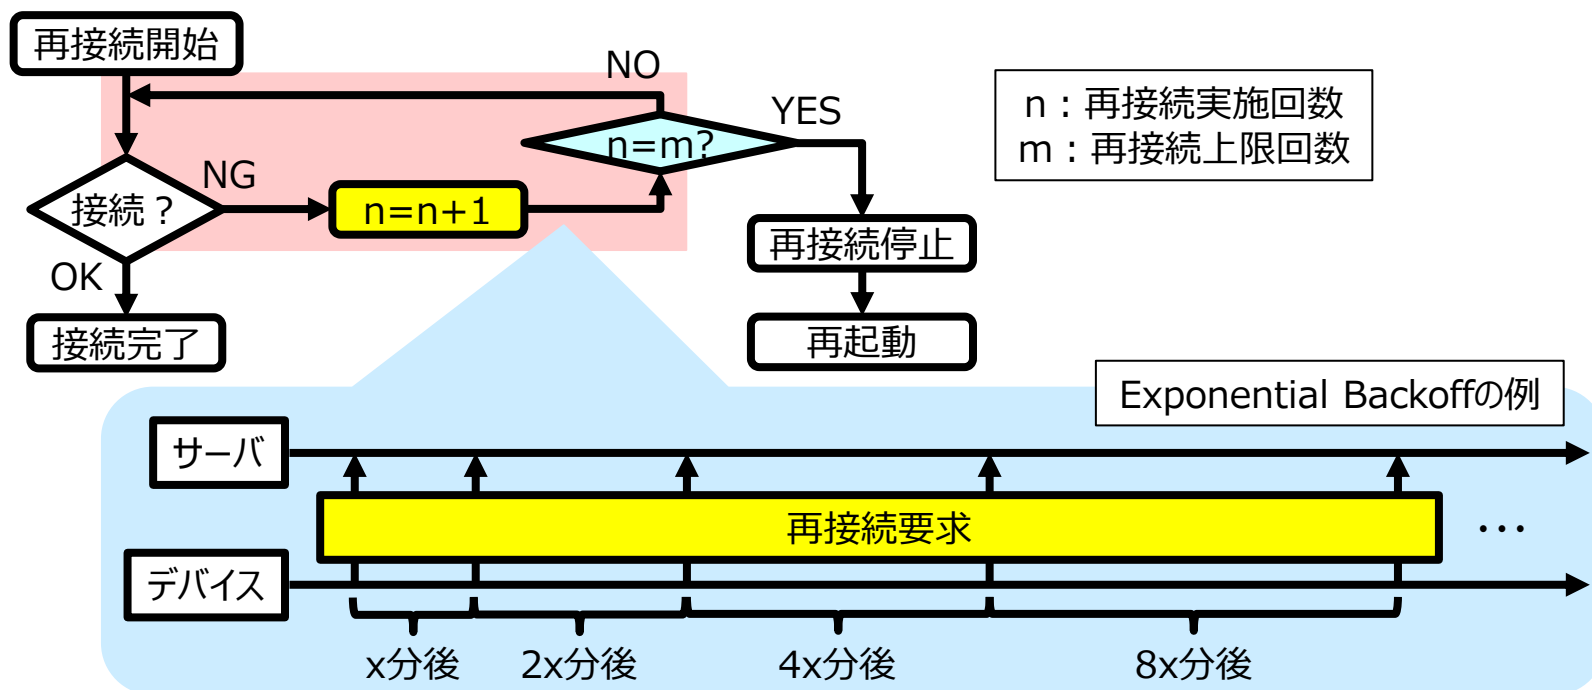 再接続開始
NO
YES
n：再接続実施回数
m：再接続上限回数
n=m?
NG
接続？
n=n+1
再接続停止
OK
接続完了
再起動
Exponential Backoffの例
サーバ
再接続要求
･･･
デバイス
x分後
2x分後
4x分後
8x分後